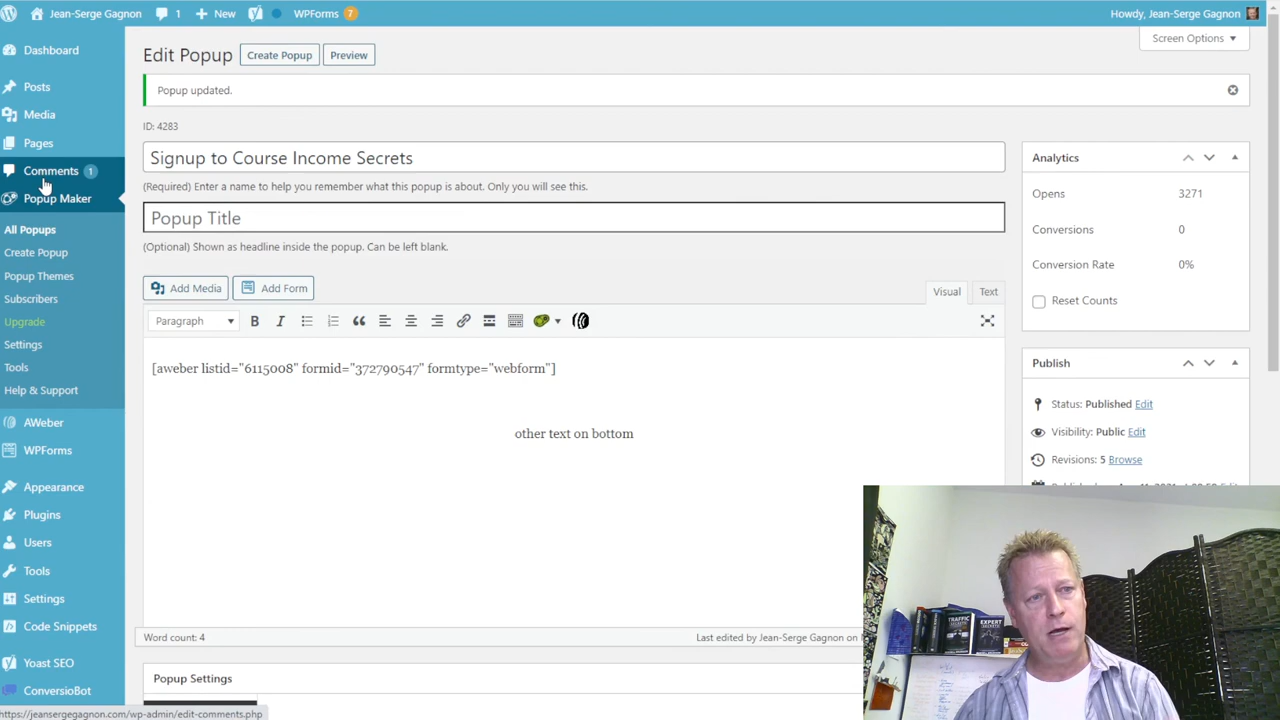 Jean-Serge Gagnon 1 New WPForms 7 Howdy, Jean-Serge Gagnon
Screen Options
Dashboard
Posts
Media
Pages
Comments 1
Popup Maker
All Popups
Create Popup
Popup Themes
Subscribers
Upgrade
Settings
Tools
Help & Support
AWeber
WPForms
Appearance
Plugins
Users
Tools
Settings
Code Snippets
Yoast SEO
ConversioBot
Edit Popup Create Popup Preview
Popup updated.
ID: 4283
Signup to Course Income Secrets
(Required) Enter a name to help you remember what this popup is about. Only you will see this.
Popup Title
(Optional) Shown as headline inside the popup. Can be left blank.
Add Media Add Form
Visual Text
Paragraph
[aweber listid="6115008" formid="372790547" formtype="webform"]
other text on bottom
Word count: 4
Last edited by Jean-Serge Gagnon on
Popup Settings
Analytics
Opens 3271
Conversions 0
Conversion Rate 0%
Reset Counts
Publish
Status: Published Edit
Visibility: Public Edit
Revisions: 5 Browse
TRAFFIC
SECRETS
EXPERT
SECRETS
https://jeansergegagnon.com/wp-admin/edit-comments.php